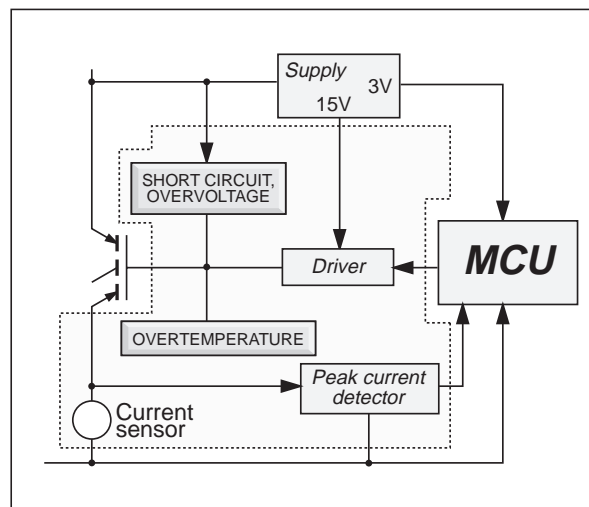 Supply
3V
15V
SHORT CIRCUIT,
OVERVOLTAGE
Driver
MCU
OVERTEMPERATURE
Peak current
detector
Current
sensor